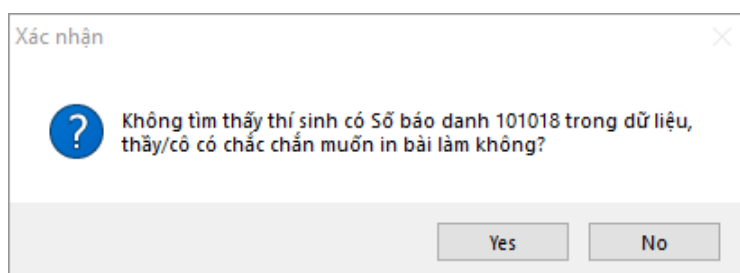 Xác nhận
Không tìm thấy thí sinh có Số báo danh 101018 trong dữ liệu,
thầy/cô có chắc chắn muốn in bài làm không?
Yes
No